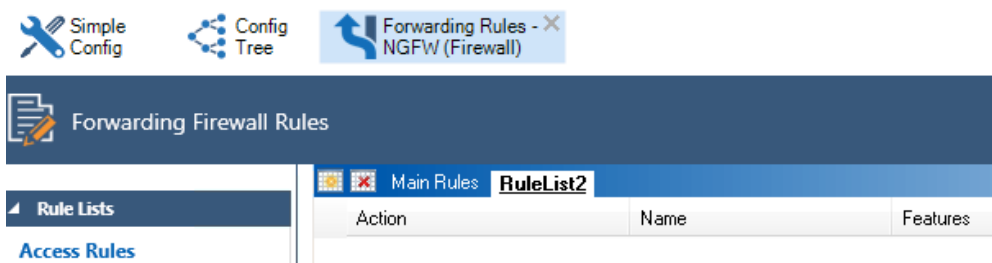 Simple
Config
Config
Tree
Forwarding Rules -
NGFW (Firewall)
Forwarding Firewall Rules
Rule Lists
Access Rules
Main Rules RuleList2
Action Name Features